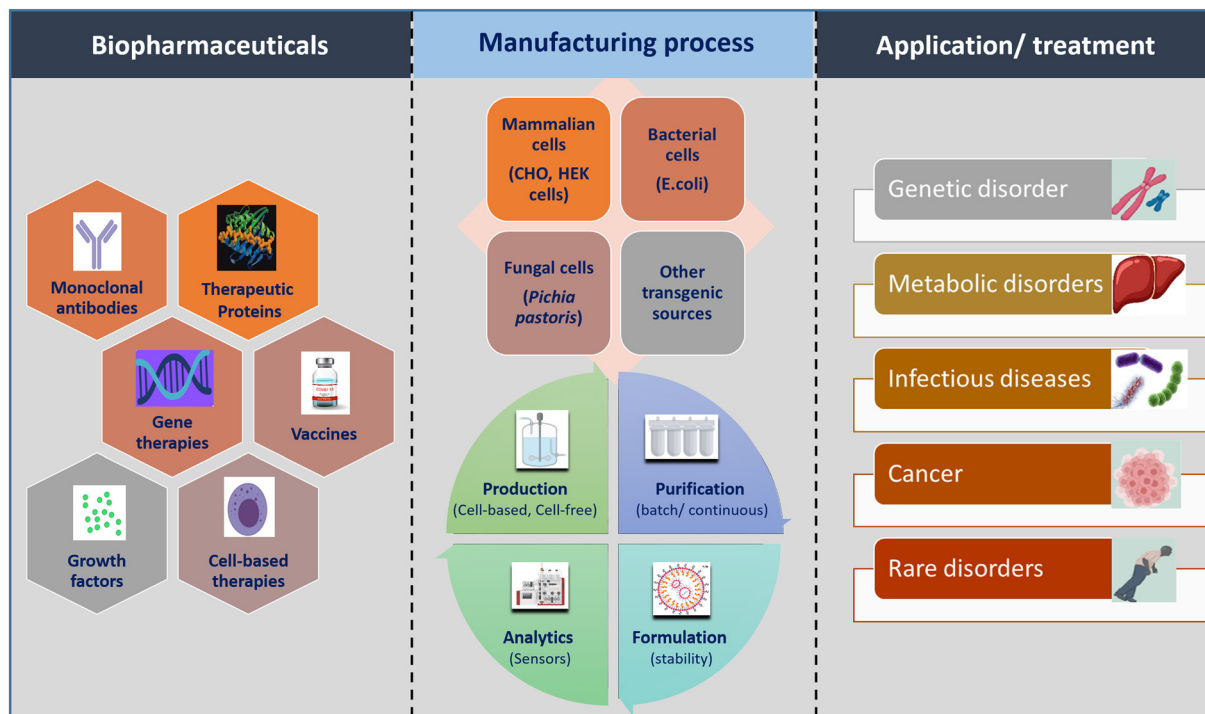 Biopharmaceuticals
Manufacturing process
Application/ treatment
Monoclonal
antibodies
Therapeutic
Proteins
Gene
therapies
Vaccines
Growth
factors
Cell-based
therapies
Mammalian
cells
(CHO, HEK
cells)
Bacterial
cells
(E.coli)
Fungal cells
(Pichia
pastoris)
Other
transgenic
sources
Production
(Cell-based, Cell-free)
Purification
(batch/ continuous)
Analytics
(Sensors)
Formulation
(stability)
Genetic disorder
Metabolic disorders
Infectious diseases
Cancer
Rare disorders